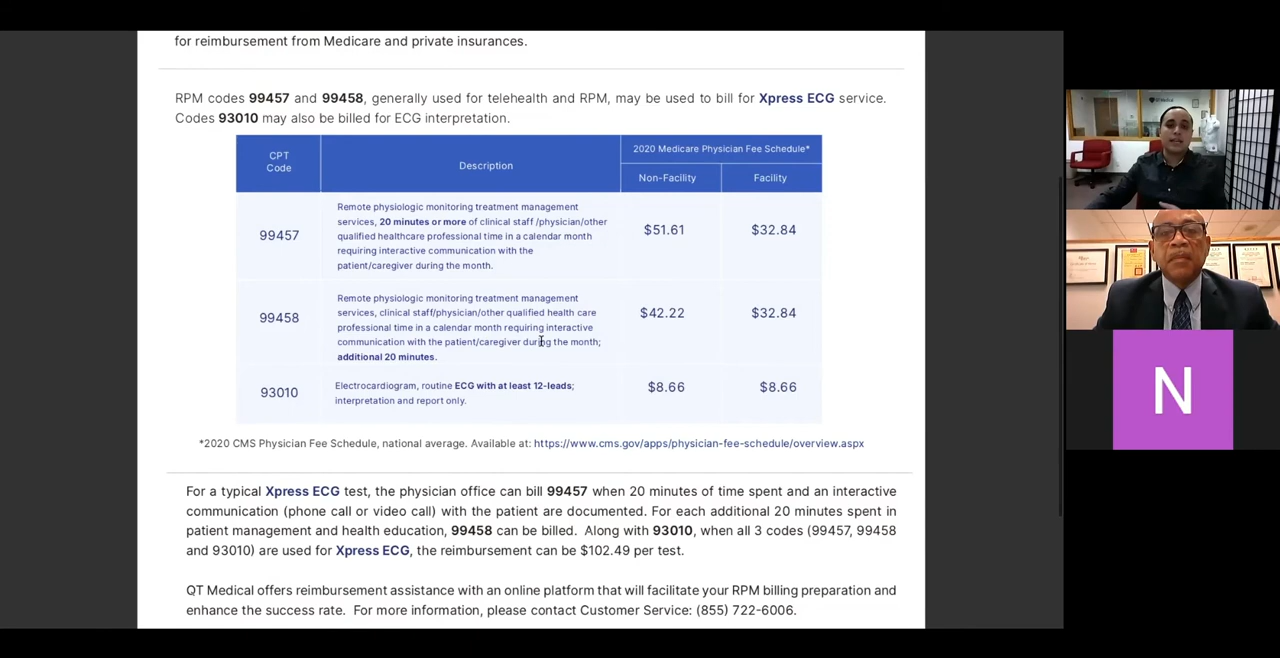 for reimbursement from Medicare and private insurances.
RPM codes 99457 and 99458, generally used for telehealth and RPM, may be used to bill for Xpress ECG service.
Codes 93010 may also be billed for ECG interpretation.
CPT
Code
Description
2020 Medicare Physician Fee Schedule*
Non-Facility
Facility
99457
Remote physiologic monitoring treatment management
services, 20 minutes or more of clinical staff /physician/other
qualified healthcare professional time in a calendar month
requiring interactive communication with the
patient/caregiver during the month.
$51.61
$32.84
99458
Remote physiologic monitoring treatment management
services, clinical staff/physician/other qualified health care
professional time in a calendar month requiring interactive
communication with the patient/caregiver during the month;
additional 20 minutes.
$42.22
$32.84
93010
Electrocardiogram, routine ECG with at least 12-leads;
interpretation and report only.
$8.66
$8.66
*2020 CMS Physician Fee Schedule, national average. Available at: https://www.cms.gov/apps/physician-fee-schedule/overview.aspx
For a typical Xpress ECG test, the physician office can bill 99457 when 20 minutes of time spent and an interactive
communication (phone call or video call) with the patient are documented. For each additional 20 minutes spent in
patient management and health education, 99458 can be billed. Along with 93010, when all 3 codes (99457, 99458
and 93010) are used for Xpress ECG, the reimbursement can be $102.49 per test.
QT Medical offers reimbursement assistance with an online platform that will facilitate your RPM billing preparation and
enhance the success rate. For more information, please contact Customer Service: (855) 722-6006.
N